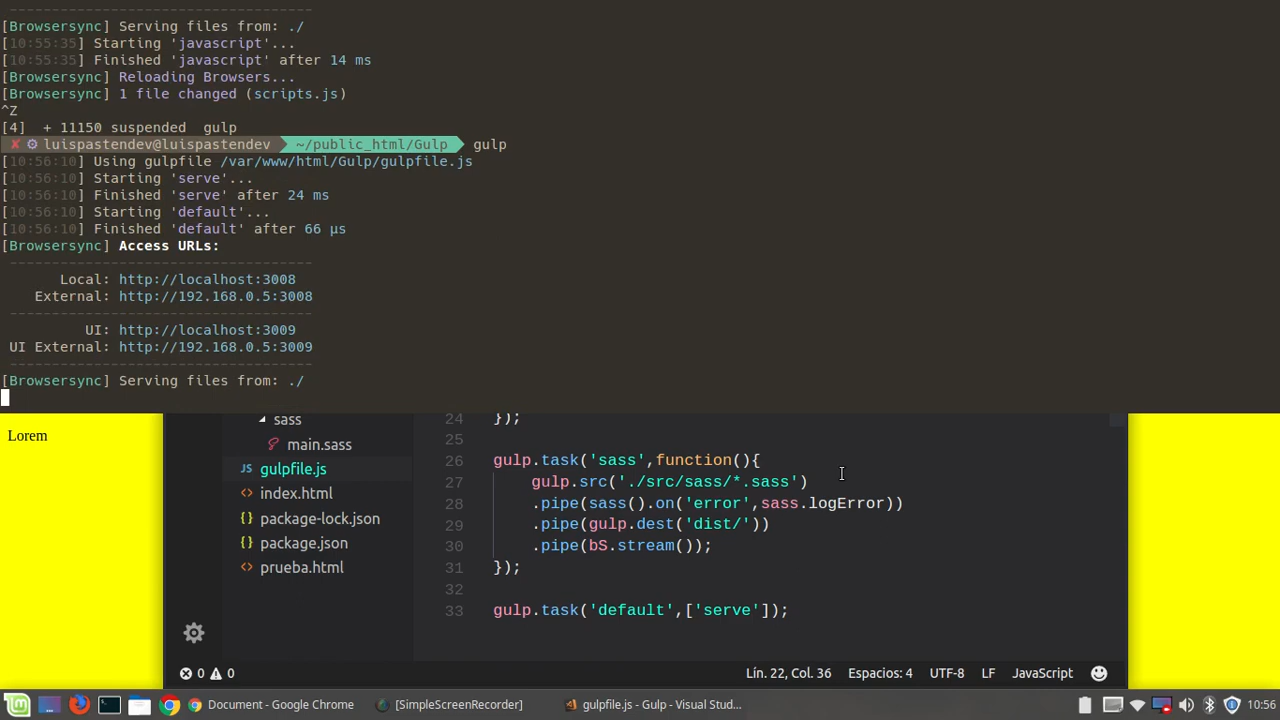 ------------------------------------
[Browsersync] Serving files from: ./
[10:55:35] Starting 'javascript'...
[10:55:35] Finished 'javascript' after 14 ms
[Browsersync] Reloading Browsers...
[Browsersync] 1 file changed (scripts.js)
^Z
[4]  + 11150 suspended  gulp
✘ ⚙ luispastendev@luispastendev ~/public_html/Gulp gulp
[10:56:10] Using gulpfile /var/www/html/Gulp/gulpfile.js
[10:56:10] Starting 'serve'...
[10:56:10] Finished 'serve' after 24 ms
[10:56:10] Starting 'default'...
[10:56:10] Finished 'default' after 66 μs
[Browsersync] Access URLs:
------------------------------------
Local: http://localhost:3008
External: http://192.168.0.5:3008
------------------------------------
UI: http://localhost:3009
UI External: http://192.168.0.5:3009
------------------------------------
[Browsersync] Serving files from: ./
Lorem
sass
main.sass
JS gulpfile.js
<> index.html
{} package-lock.json
{} package.json
<> prueba.html
24 });
25
26 gulp.task('sass',function(){
27 gulp.src('./src/sass/*.sass')
28 .pipe(sass().on('error',sass.logError))
29 .pipe(gulp.dest('dist/'))
30 .pipe(bS.stream());
31 });
32
33 gulp.task('default',['serve']);
0 0 Lín. 22, Col. 36 Espacios: 4 UTF-8 LF JavaScript
Document - Google Chrome [SimpleScreenRecorder] gulpfile.js - Gulp - Visual Stud... 10:56